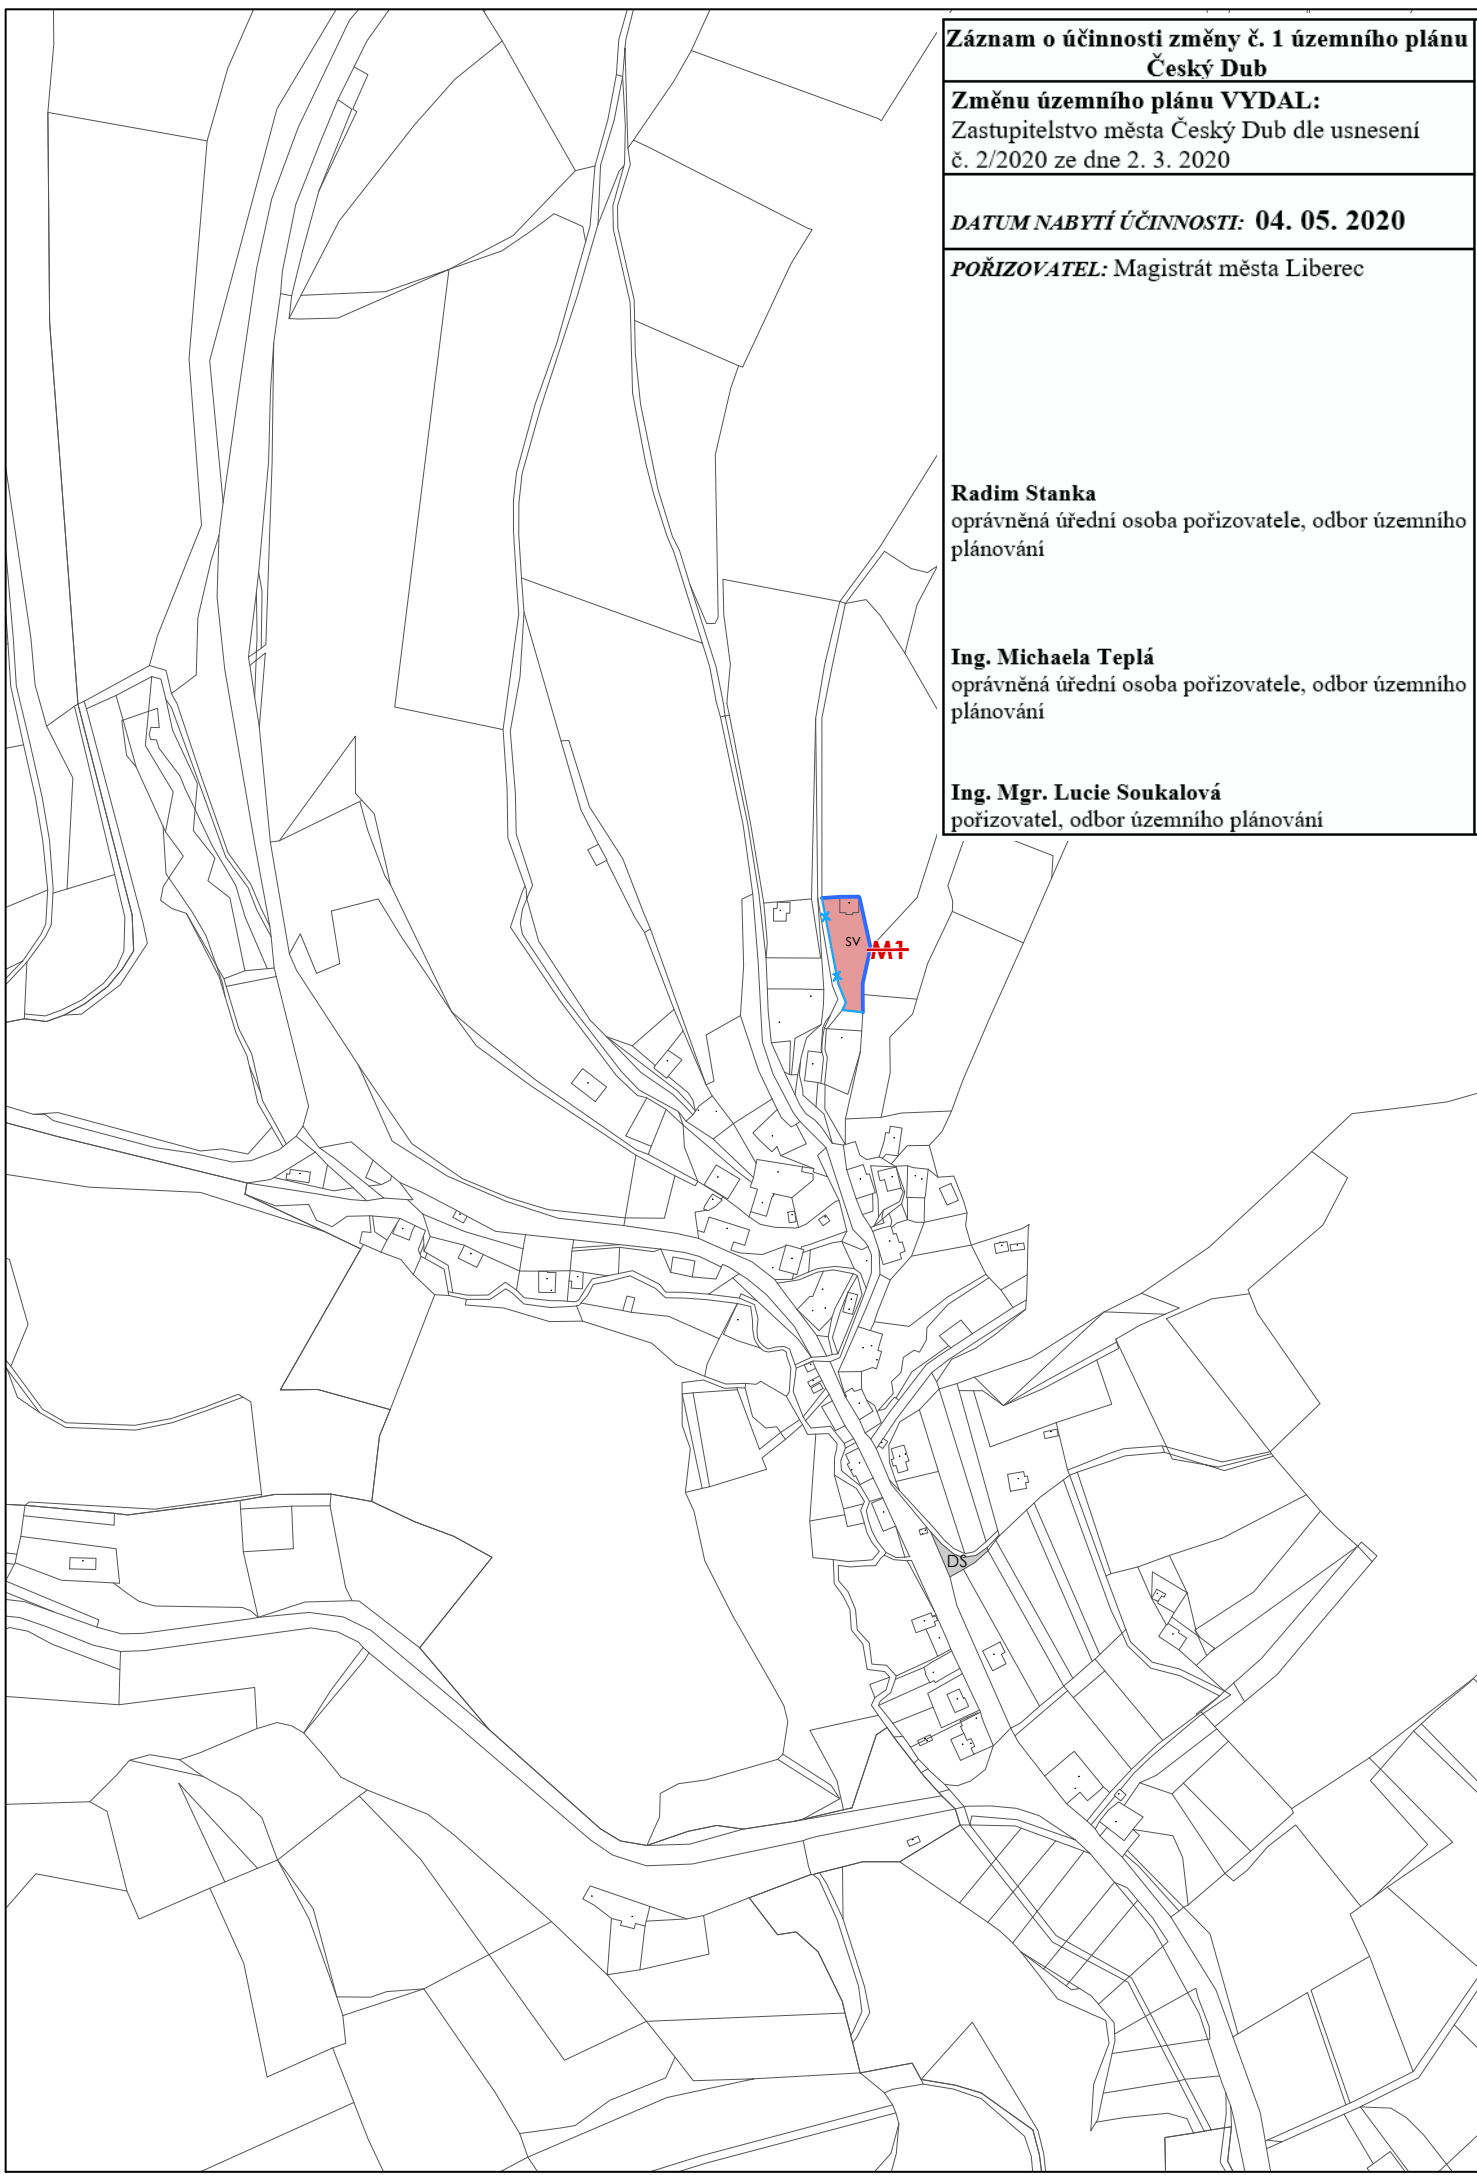 Záznam o účinnosti změny č. 1 územního plánu
Český Dub
Změnu územního plánu VYDAL:
Zastupitelstvo města Český Dub dle usnesení
č. 2/2020 ze dne 2. 3. 2020
DATUM NABYTÍ ÚČINNOSTI: 04. 05. 2020
POŘIZOVATEL: Magistrát města Liberec
Radim Stanka
oprávněná úřední osoba pořizovatele, odbor územního
plánování
Ing. Michaela Teplá
oprávněná úřední osoba pořizovatele, odbor územního
plánování
Ing. Mgr. Lucie Soukalová
pořizovatel, odbor územního plánování
SV
M1
DS